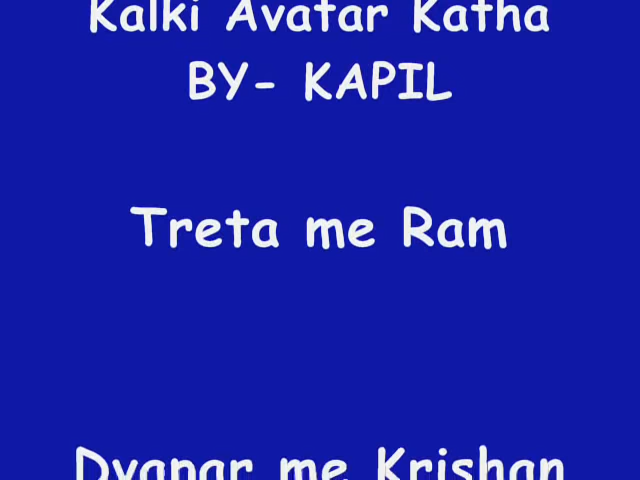 Kalki Avatar Katha
BY- KAPIL
Treta me Ram
Dvapar me Krishan